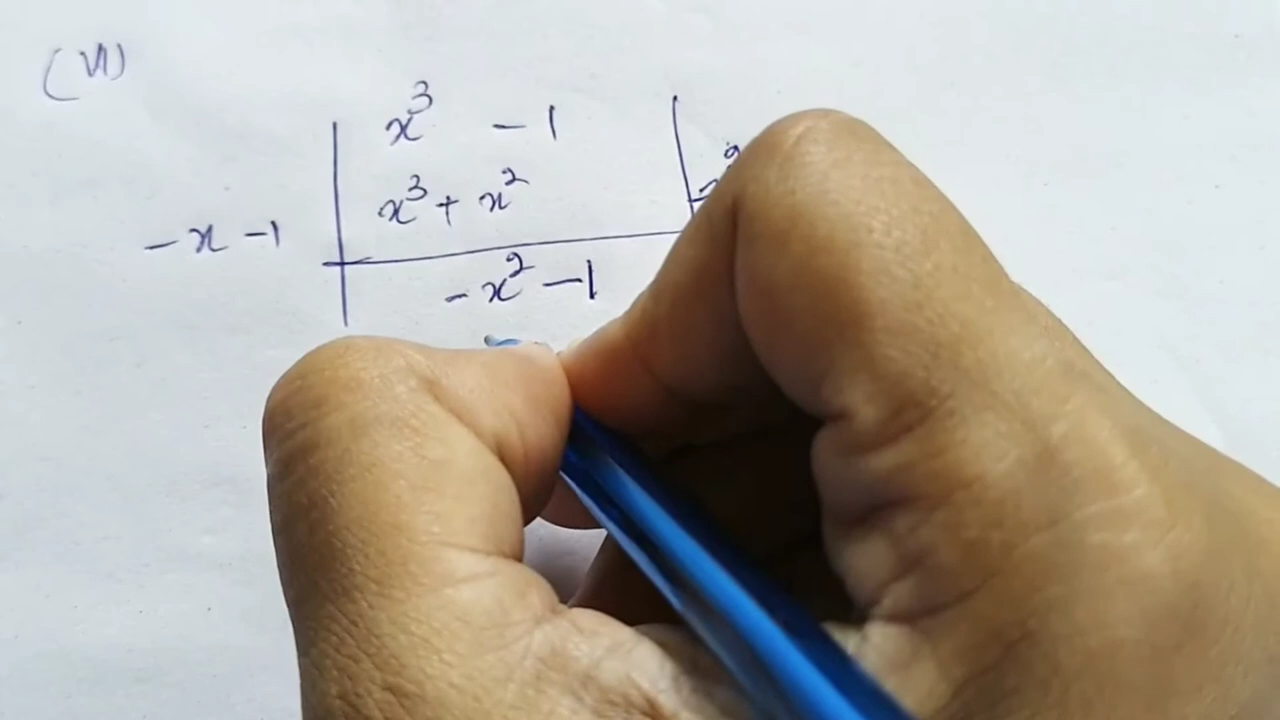 (VI)
x³ - 1
x³ + x²
-x -1
-x² -1